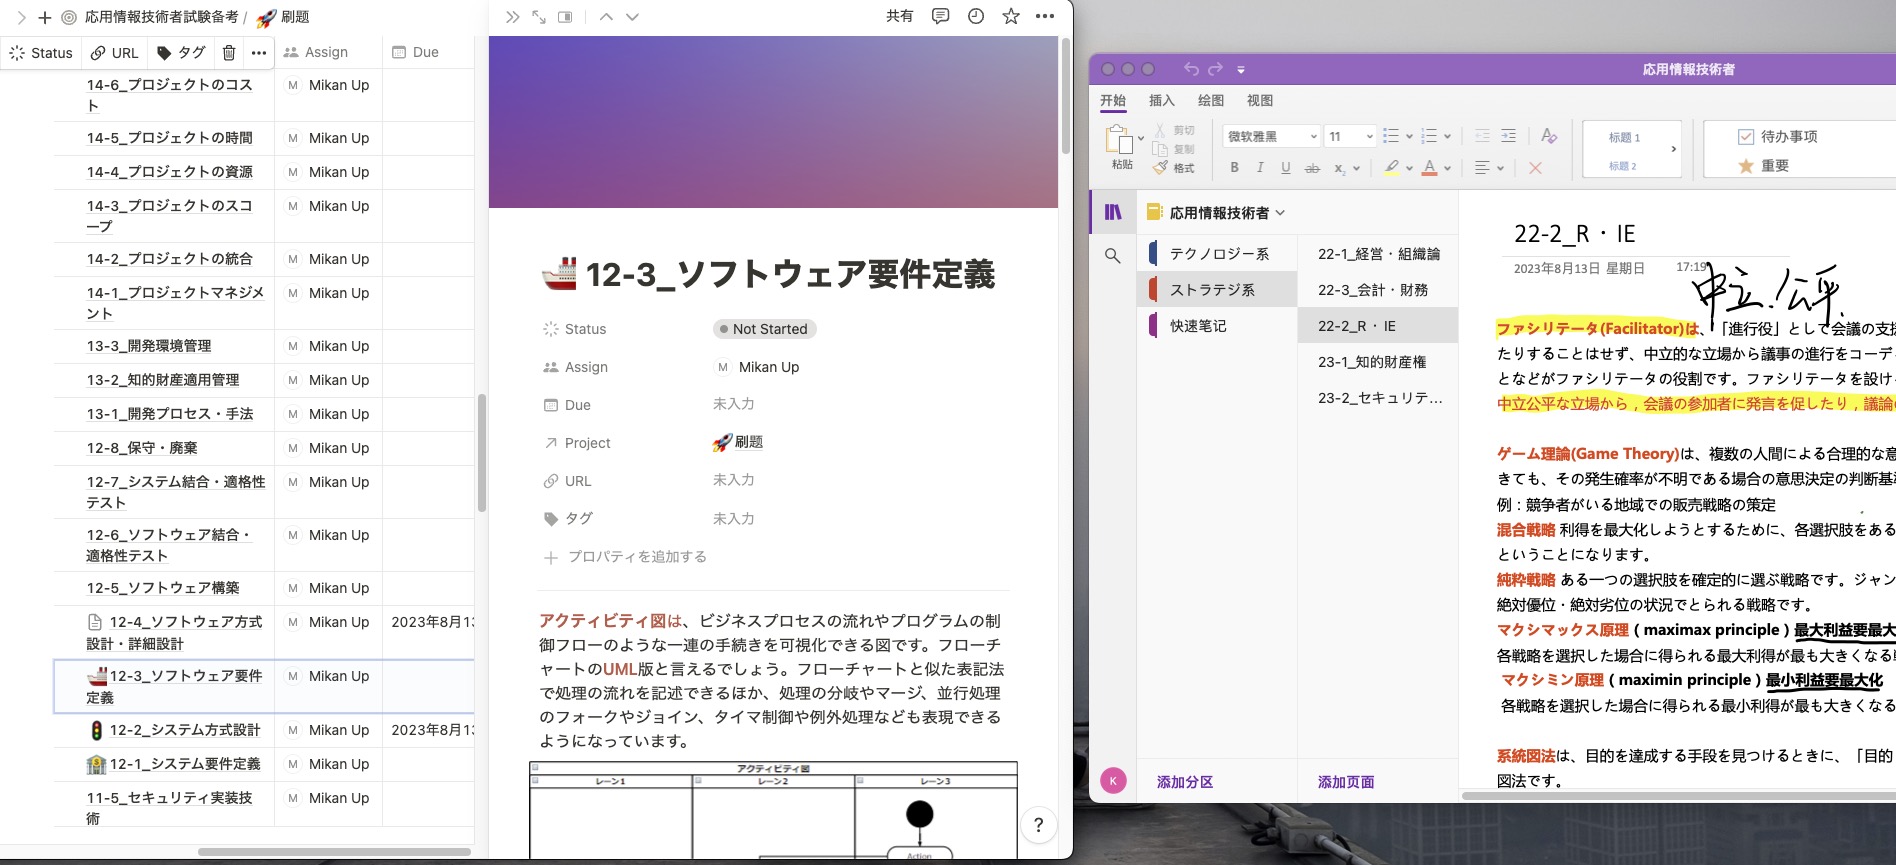 応用情報技術者試験备考 / 🚀 刷題
Status URL タグ Assign Due
14-6_プロジェクトのコスト Mikan Up
14-5_プロジェクトの時間 Mikan Up
14-4_プロジェクトの資源 Mikan Up
14-3_プロジェクトのスコープ Mikan Up
14-2_プロジェクトの統合 Mikan Up
14-1_プロジェクトマネジメント Mikan Up
13-3_開発環境管理 Mikan Up
13-2_知的財産適用管理 Mikan Up
13-1_開発プロセス・手法 Mikan Up
12-8_保守・廃棄 Mikan Up
12-7_システム結合・適格性テスト Mikan Up
12-6_ソフトウェア結合・適格性テスト Mikan Up
12-5_ソフトウェア構築 Mikan Up
12-4_ソフトウェア方式設計・詳細設計 Mikan Up 2023年8月1
12-3_ソフトウェア要件定義 Mikan Up
12-2_システム方式設計 Mikan Up 2023年8月1
12-1_システム要件定義 Mikan Up
11-5_セキュリティ実装技術 Mikan Up
共有
12-3_ソフトウェア要件定義
Status Not Started
Assign M Mikan Up
Due 未入力
Project 🚀刷題
URL 未入力
タグ 未入力
プロパティを追加する
アクティビティ図は、ビジネスプロセスの流れやプログラムの制
御フローのような一連の手続きを可視化できる図です。フローチ
ャートのUML版と言えるでしょう。フローチャートと似た表記法
で処理の流れを記述できるほか、処理の分岐やマージ、並行処理
のフォークやジョイン、タイマ制御や例外処理なども表現できる
ようになっています。
アクティビティ図
レーン1 レーン2 レーン3
Action
?
応用情報技術者
开始 插入 绘图 视图
粘贴 剪切 复制 格式
微软雅黑 11
B I U ab x₂ A
标题 1
标题 2
待办事项
重要
応用情報技術者
テクノロジー系
ストラテジ系
快速笔记
22-1_経営・組織論
22-3_会計・財務
22-2_R・IE
23-1_知的財産権
23-2_セキュリテ...
K
添加分区 添加页面
22-2_R・IE
2023年8月13日 星期日 17:19
中立.公平.
ファシリテータ(Facilitator)は、「進行役」として会議の支
たりすることはせず、中立的な立場から議事の進行をコーデ
となどがファシリテータの役割です。ファシリテータを設け
中立公平な立場から，会議の参加者に発言を促したり，議論
ゲーム理論(Game Theory)は、複数の人間による合理的な意
きても、その発生確率が不明である場合の意思決定の判断基
例：競争者がいる地域での販売戦略の策定
混合戦略 利得を最大化しようとするために、各選択肢をある
ということになります。
純粋戦略 ある一つの選択肢を確定的に選ぶ戦略です。ジャン
絶対優位・絶対劣位の状況でとられる戦略です。
マクシマックス原理 ( maximax principle ) 最大利益要最大
各戦略を選択した場合に得られる最大利得が最も大きくなる
マクシミン原理 ( maximin principle ) 最小利益要最大化
各戦略を選択した場合に得られる最小利得が最も大きくなる
系統図法は、目的を達成する手段を見つけるときに、「目的
図法です。